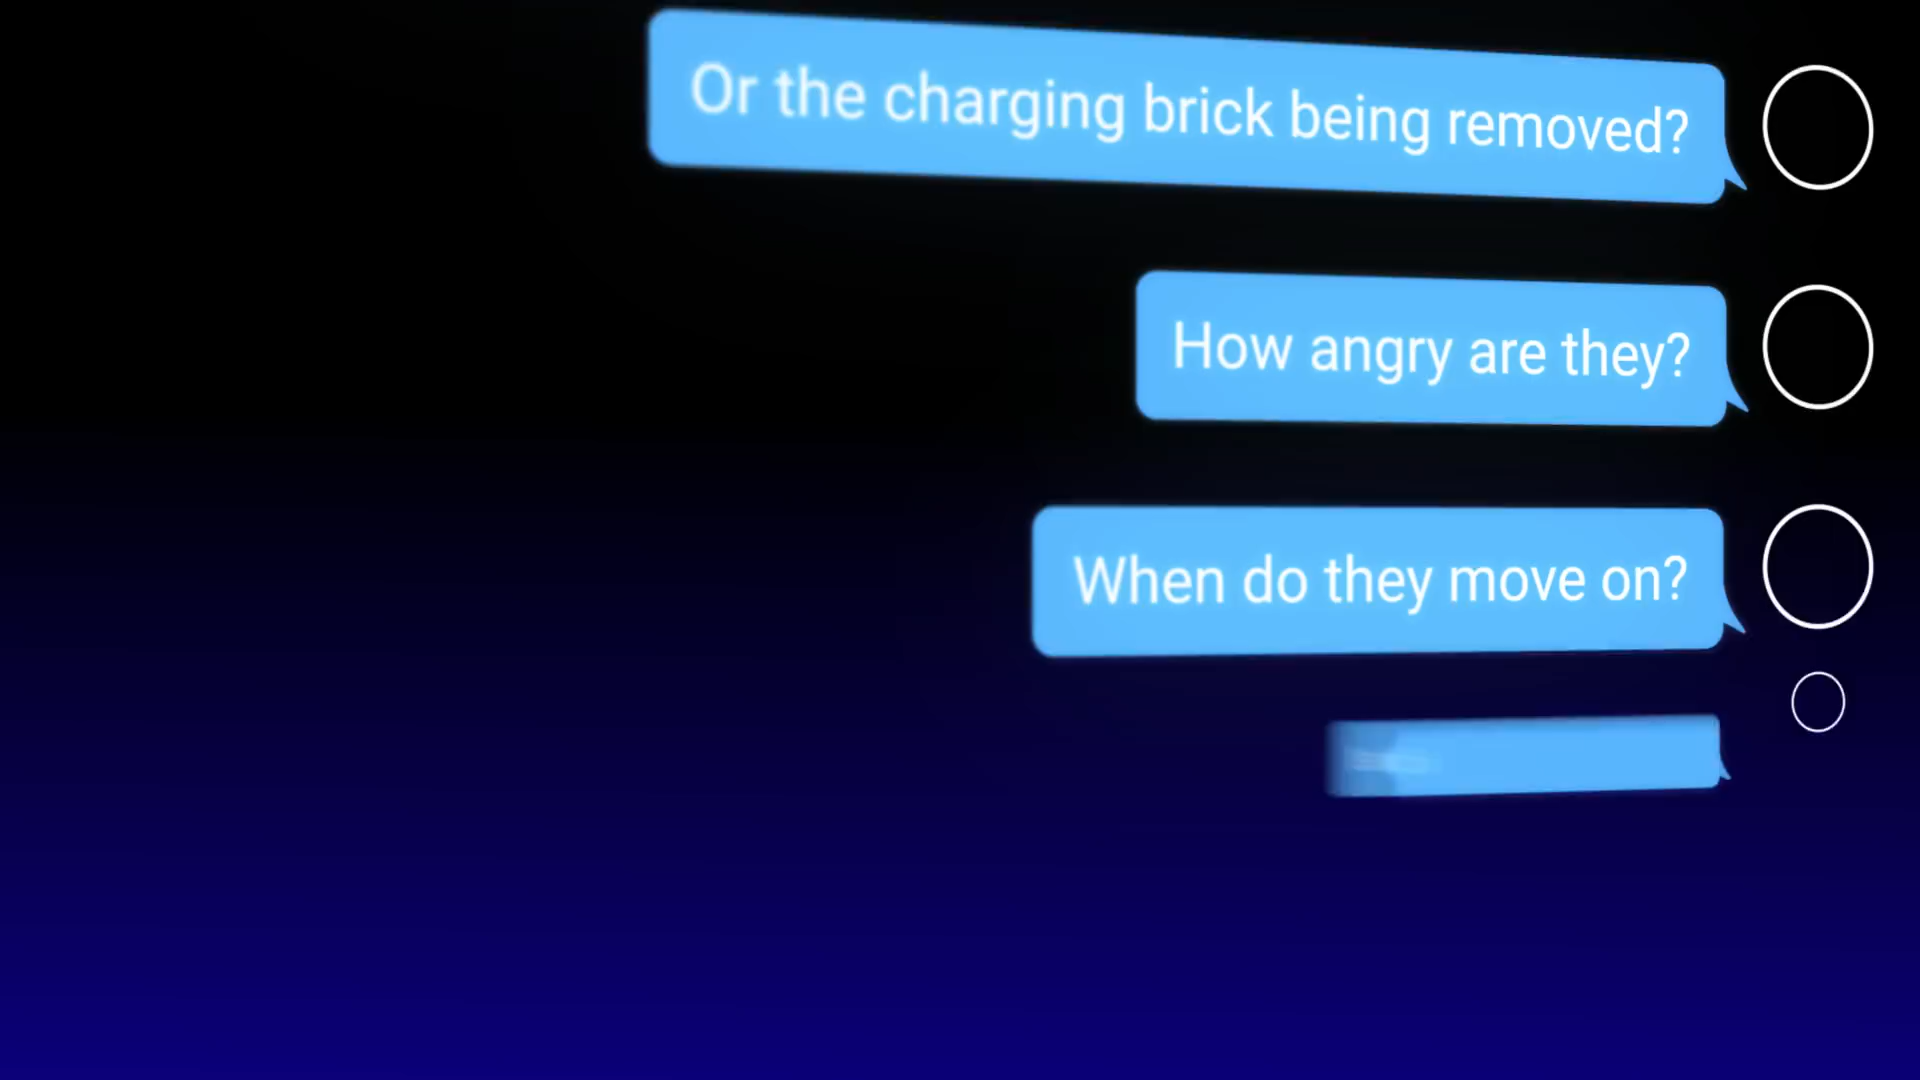 Or the charging brick being removed?
How angry are they?
When do they move on?